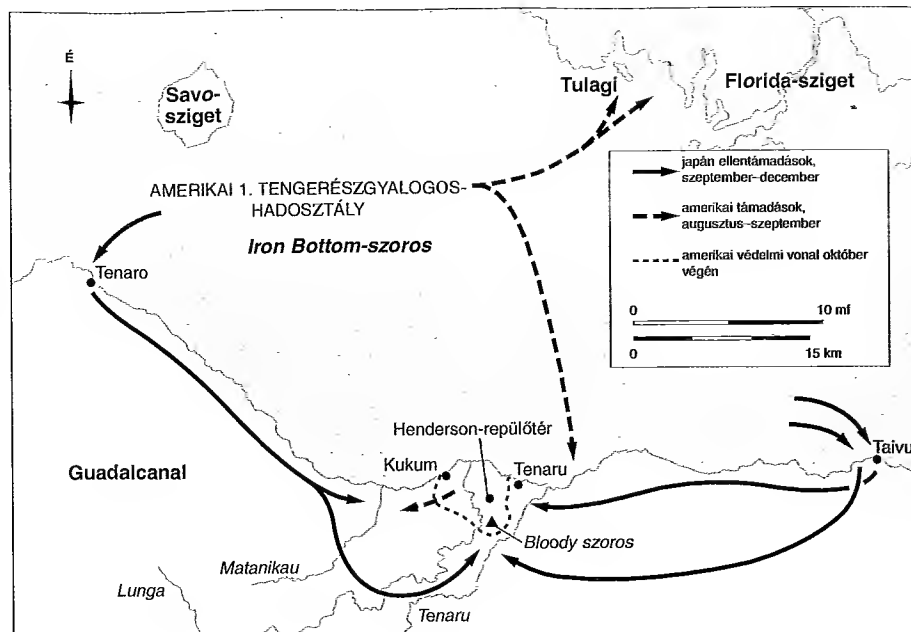 É
Savo-
sziget
Tulagi
Florida-sziget
AMERIKAI 1. TENGERÉSZGYALOGOS-
HADOSZTÁLY
Iron Bottom-szoros
Tenaro
japán ellentámadások,
szeptember–december
amerikai támadások,
augusztus–szeptember
amerikai védelmi vonal október
végén
0 10 mf
0 15 km
Henderson-repülőtér
Taivu
Guadalcanal
Kukum
Tenaru
Bloody szoros
Matanikau
Lunga
Tenaru